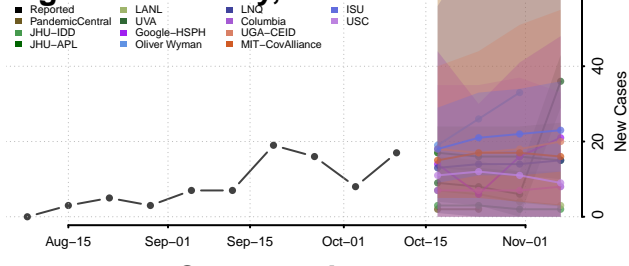 Reported LANL LNQ ISU
PandemicCentral UVA Columbia USC
JHU−IDD Google−HSPH UGA−CEID
JHU−APL Oliver Wyman MIT−CovAlliance
40
20
0
New Cases
Aug−15 Sep−01 Sep−15 Oct−01 Oct−15 Nov−01